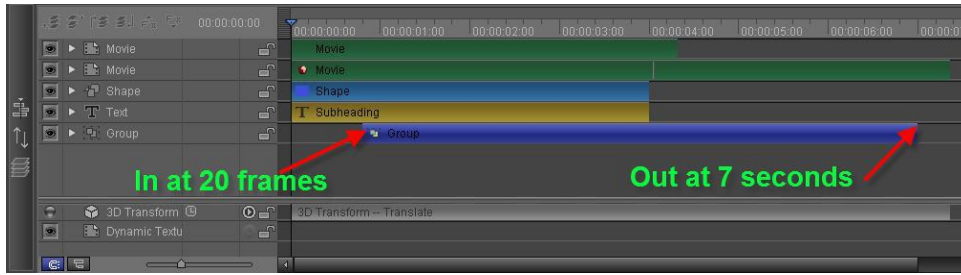 00:00:00:00
00:00:00:00 00:00:01:00 00:00:02:00 00:00:03:00 00:00:04:00 00:00:05:00 00:00:06:00 00:00:0
Movie Movie
Movie Movie
Shape Shape
T Text T Subheading
Group Group
In at 20 frames Out at 7 seconds
3D Transform 3D Transform -- Translate
Dynamic Textu